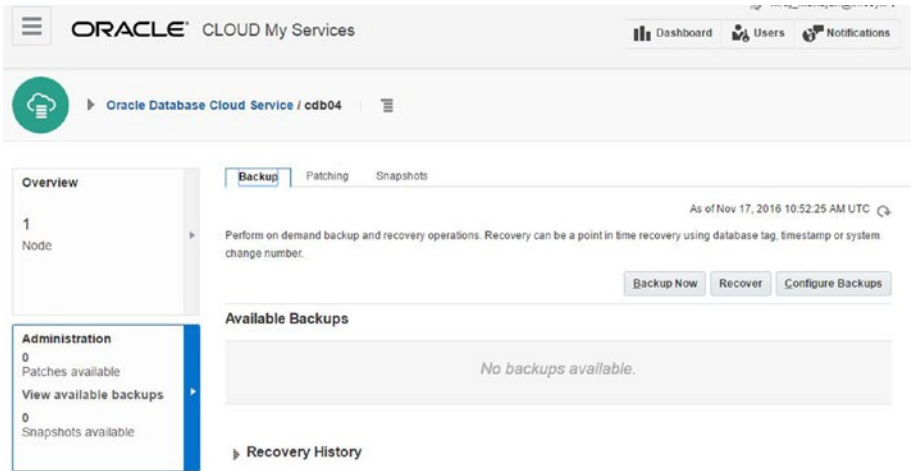 ORACLE CLOUD My Services
Dashboard
Users
Notifications
Oracle Database Cloud Service / cdb04
Overview
1
Node
Administration
0
Patches available
View available backups
0
Snapshots available
Backup
Patching
Snapshots
As of Nov 17, 2016 10:52:25 AM UTC
Perform on demand backup and recovery operations. Recovery can be a point in time recovery using database tag, timestamp or system
change number.
Backup Now
Recover
Configure Backups
Available Backups
No backups available.
Recovery History